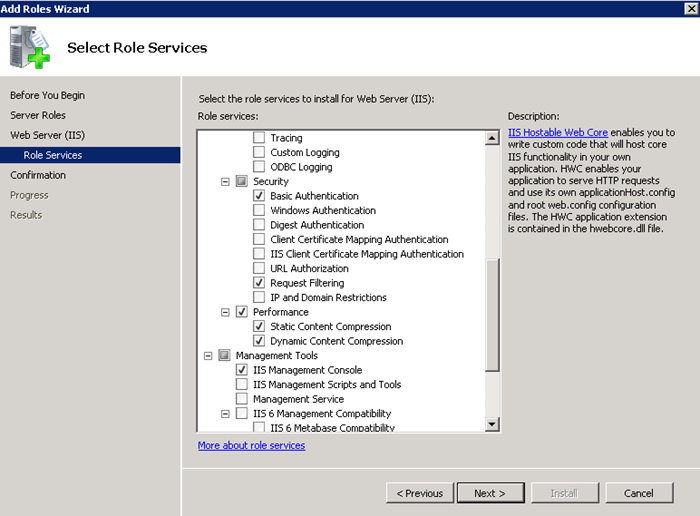 Add Roles Wizard
Select Role Services
Before You Begin
Server Roles
Web Server (IIS)
Role Services
Confirmation
Progress
Results
Select the role services to install for Web Server (IIS):
Role services:
Tracing
Custom Logging
ODBC Logging
Security
Basic Authentication
Windows Authentication
Digest Authentication
Client Certificate Mapping Authentication
IIS Client Certificate Mapping Authentication
URL Authorization
Request Filtering
IP and Domain Restrictions
Performance
Static Content Compression
Dynamic Content Compression
Management Tools
IIS Management Console
IIS Management Scripts and Tools
Management Service
IIS 6 Management Compatibility
IIS 6 Metabase Compatibility
More about role services
Description:
IIS Hostable Web Core enables you to
write custom code that will host core
IIS functionality in your own
application. HWC enables your
application to serve HTTP requests
and use its own applicationHost.config
and root web.config configuration
files. The HWC application extension
is contained in the hwebcore.dll file.
< Previous
Next >
Install
Cancel